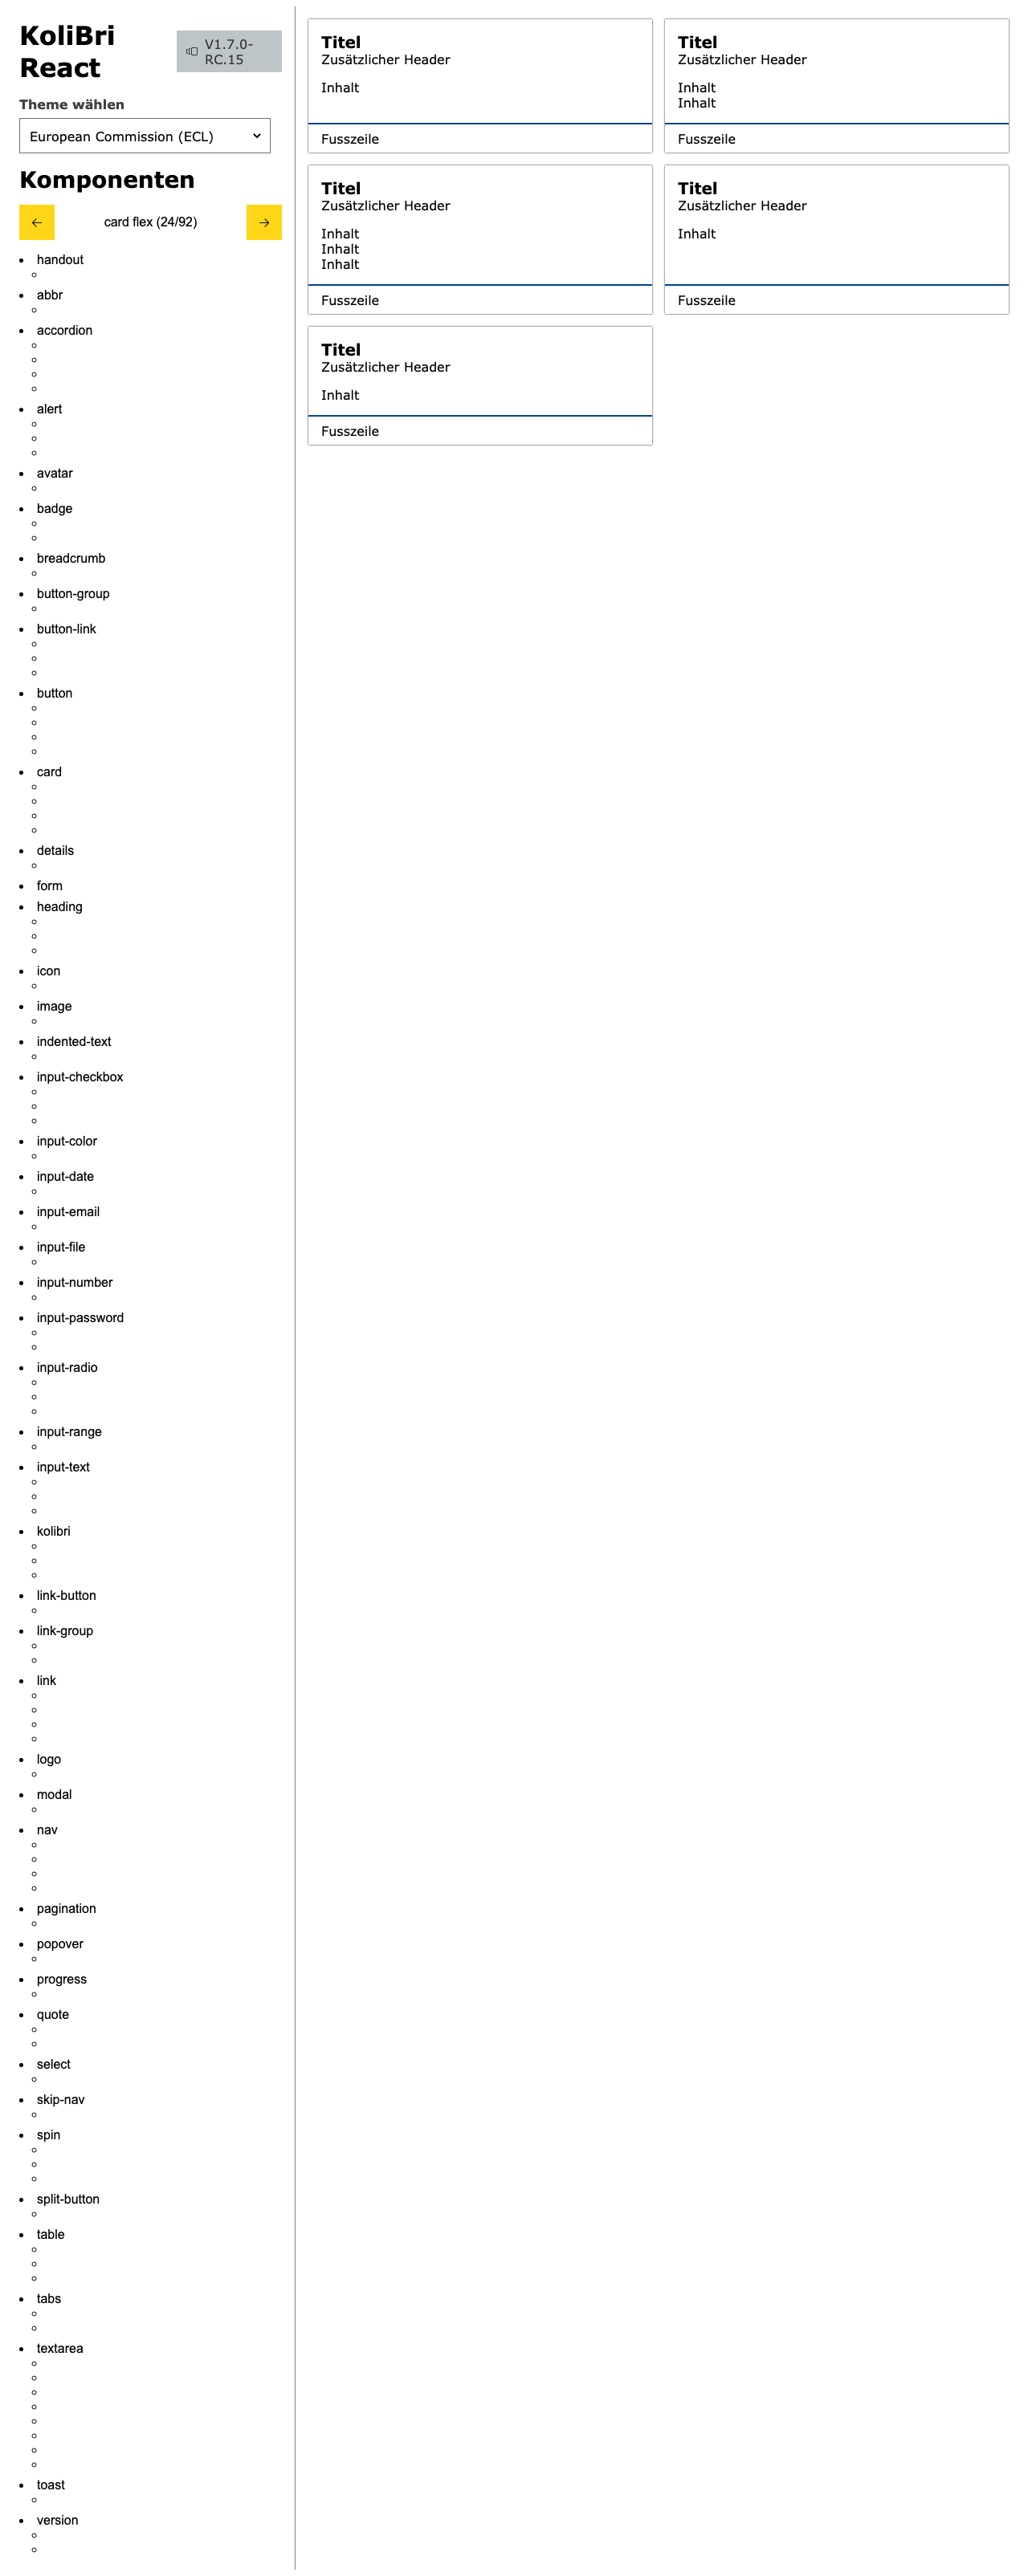 KoliBri
React
V1.7.0-
RC.15
Theme wählen
European Commission (ECL)
Komponenten
card flex (24/92)
handout
abbr
accordion
alert
avatar
badge
breadcrumb
button-group
button-link
button
card
details
form
heading
icon
image
indented-text
input-checkbox
input-color
input-date
input-email
input-file
input-number
input-password
input-radio
input-range
input-text
kolibri
link-button
link-group
link
logo
modal
nav
pagination
popover
progress
quote
select
skip-nav
spin
split-button
table
tabs
textarea
toast
version
Titel
Zusätzlicher Header
Inhalt
Fusszeile
Titel
Zusätzlicher Header
Inhalt
Inhalt
Fusszeile
Titel
Zusätzlicher Header
Inhalt
Inhalt
Inhalt
Fusszeile
Titel
Zusätzlicher Header
Inhalt
Fusszeile
Titel
Zusätzlicher Header
Inhalt
Fusszeile